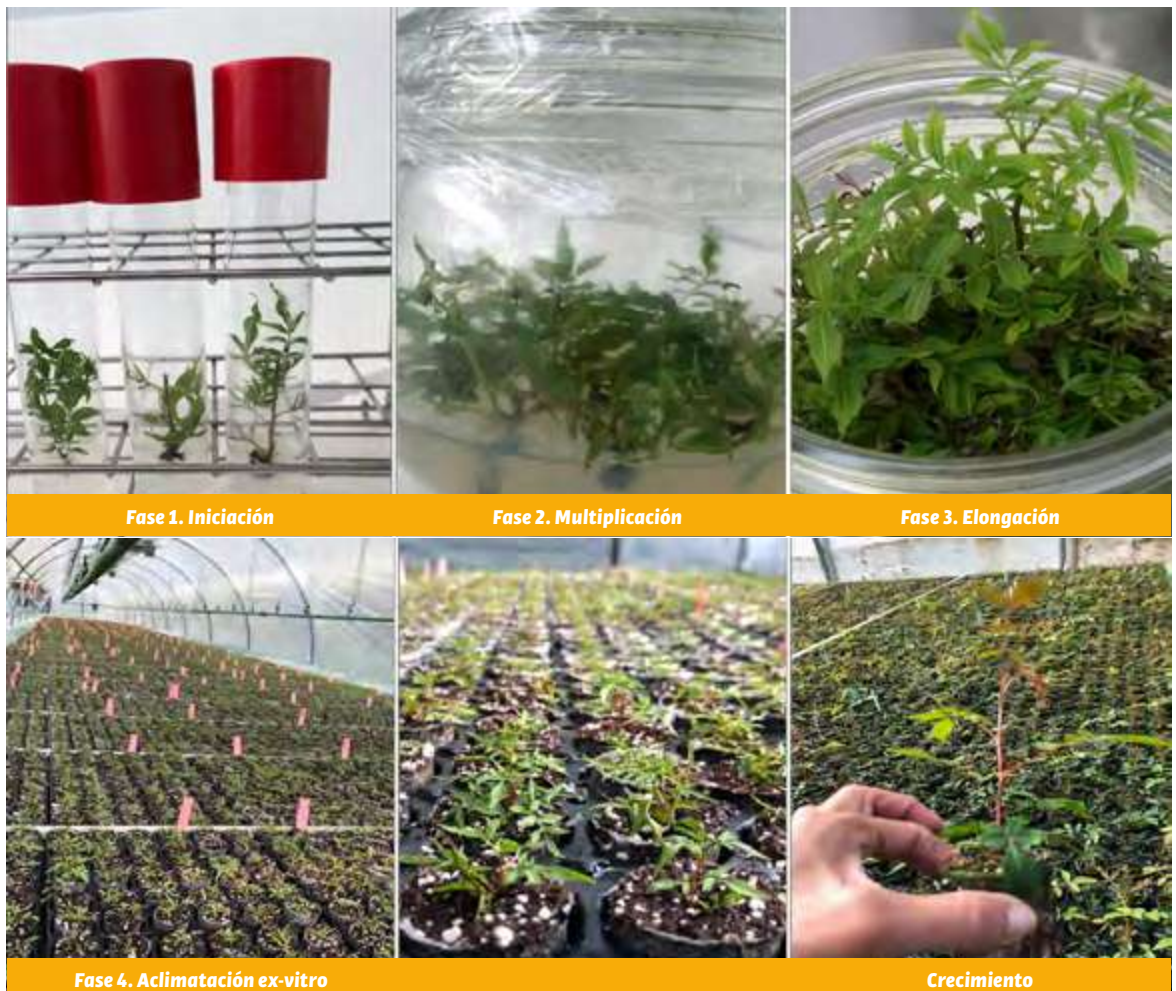 Fase 1. Iniciación
Fase 2. Multiplicación
Fase 3. Elongación
Fase 4. Aclimatación ex-vitro
Crecimiento